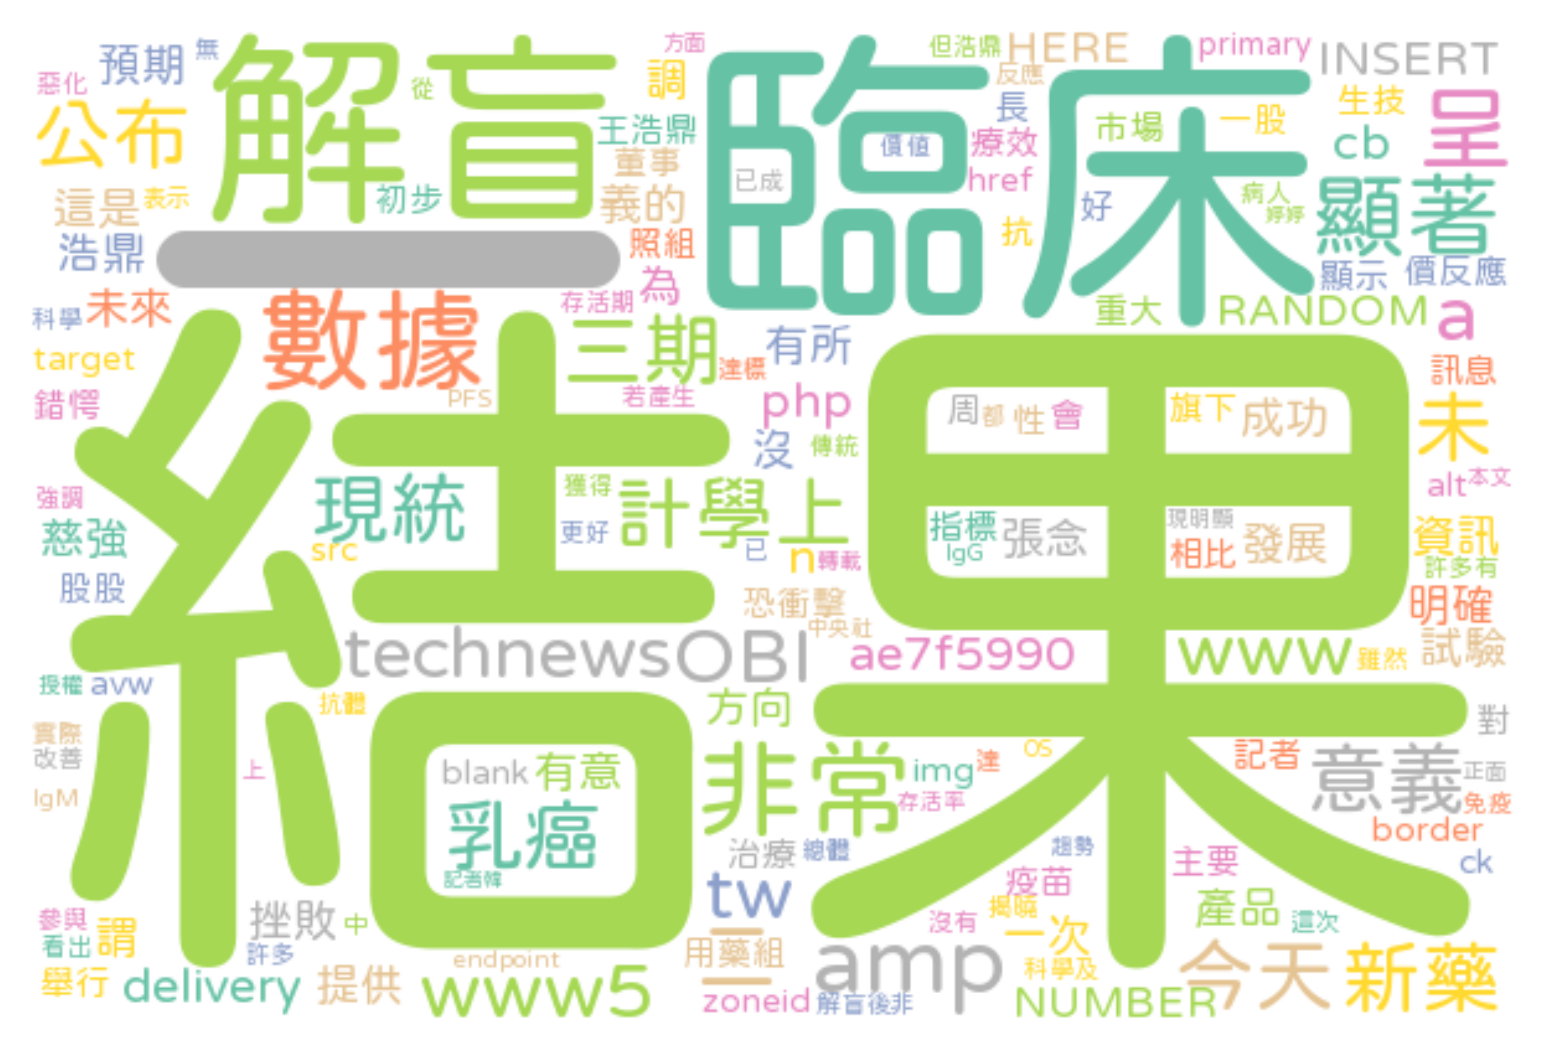 惡化
預期
無
解盲
從
方面
調
臨床
但浩鼎
HERE
反應
primary
INSERT
公布
王浩鼎
董事
已成
價值
長
療效
href
市場
一股
生技
cb
呈
這是
表示
初步
義的
抗
好
病人
婷婷
顯著
浩鼎
一
照組
為
顯示
價反應
科學
未來
數據
存活期
三期
重大
RANDOM
a
target
錯愕
PFS
若產生
達標
有所
php
訊息
結果
沒
傳統
周
都
性
會
旗下
成功
未
alt
本文
強調
慈強
現統
src
獲得
更好
計學上
已
n
轉載
指標
IgG
張念
現明顯
相比
發展
資訊
許多有
股股
恐衝擊
中央社
明確
technews
OBI
ae7f5990
www
雖然
試驗
授權
avw
抗體
方向
對
實際
改善
IgM
上
blank
有意
乳癌
記者韓
非常
img
達
OS
存活率
記者
意義
正面
免疫
border
治療
總體
趨勢
主要
ck
參與
看出
謂
挫敗
中
許多
tw
疫苗
揭曉
沒有
一次
產品
這次
舉行
delivery
提供
endpoint
www5
用藥組
zoneid
amp
解盲後非
科學及
NUMBER
今天
新藥